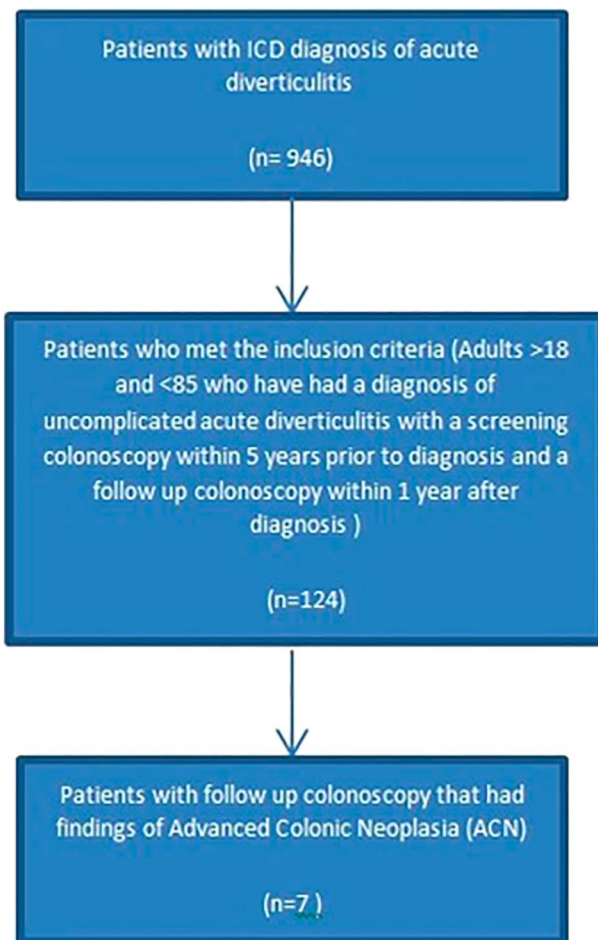 Patients with ICD diagnosis of acute
diverticulitis
(n= 946)
Patients who met the inclusion criteria (Adults >18
and <85 who have had a diagnosis of
uncomplicated acute diverticulitis with a screening
colonoscopy within 5 years prior to diagnosis and a
follow up colonoscopy within 1 year after
diagnosis )
(n=124)
Patients with follow up colonoscopy that had
findings of Advanced Colonic Neoplasia (ACN)
(n=7 )